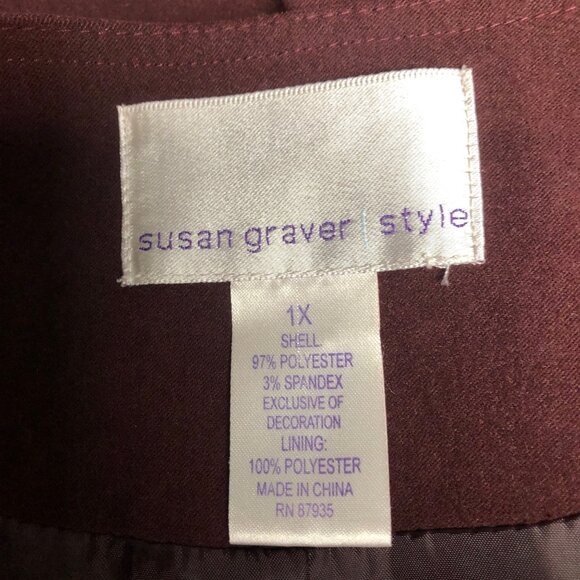 susan graver | style
1X
SHELL:
97% POLYESTER
3% SPANDEX
EXCLUSIVE OF
DECORATION
LINING:
100% POLYESTER
MADE IN CHINA
RN 87935